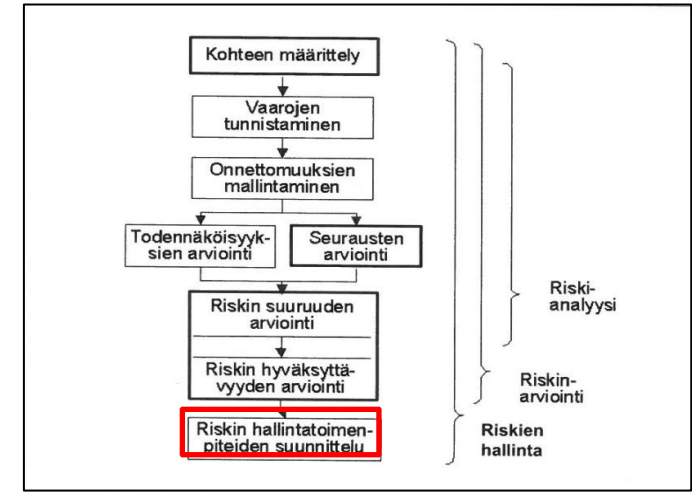 Kohteen määrittely
Vaarojen
tunnistaminen
Onnettomuuksien
mallintaminen
Todennäköisyyk-
sien arviointi
Seurausten
arviointi
Riskin suuruuden
arviointi
Riskin hyväksyttä-
vyyden arviointi
Riskin hallintatoimen-
piteiden suunnittelu
Riski-
analyysi
Riskin-
arviointi
Riskien
hallinta